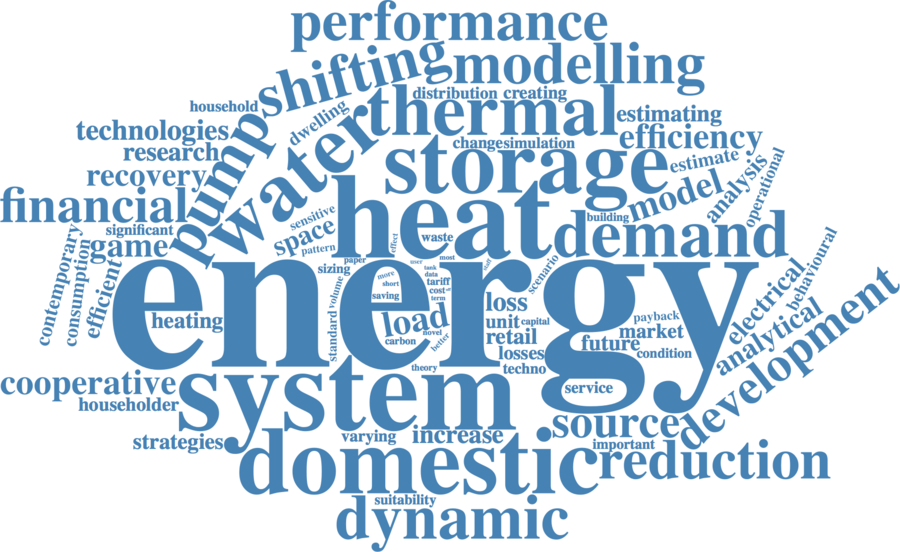 performance
shifting
modelling
household
distribution
creating
thermal
estimating
technologies
dwelling
pump
water
efficiency
research
change
simulation
storage
estimate
analysis
operational
recovery
model
financial
heat
building
demand
sensitive
space
significant
pattern
effect
waste
game
contemporary
consumption
efficient
energy
paper
sizing
user
most
tank
data
more
short
tariff
cost
term
saving
volume
standard
staff
scenario
behavioural
electrical
heating
load
loss
unit
capital
retail
novel
carbon
better
payback
market
future
condition
analytical
development
losses
techno
theory
cooperative
system
service
householder
source
strategies
varying
increase
important
domestic
reduction
suitability
dynamic